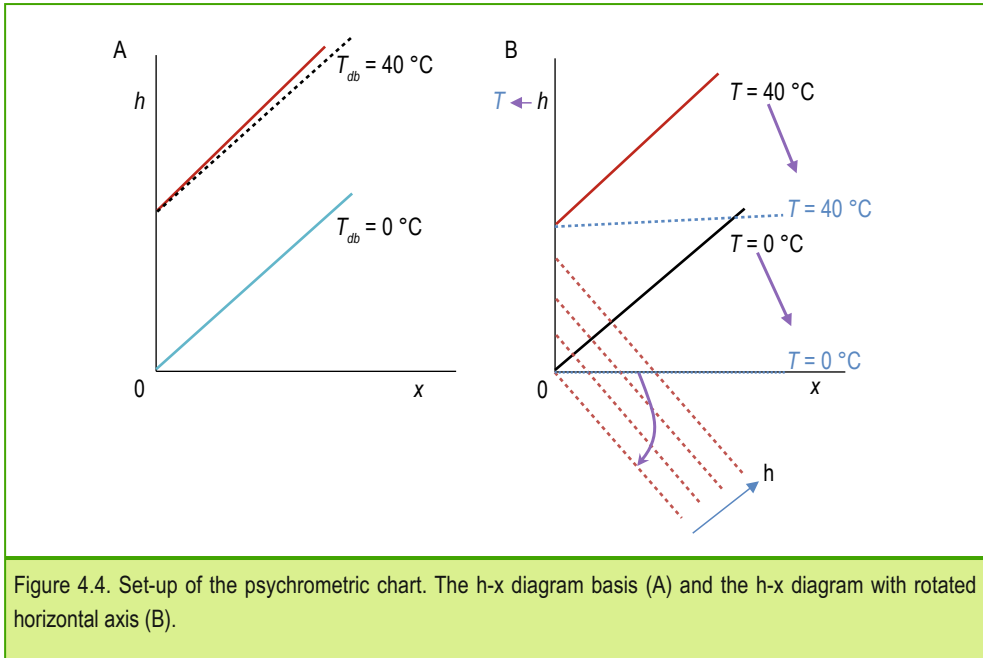 A
T_db = 40 °C
h
T_db = 0 °C
0
x
B
T ← h
T = 40 °C
T = 40 °C
T = 0 °C
T = 0 °C
0
x
h
Figure 4.4. Set-up of the psychrometric chart. The h-x diagram basis (A) and the h-x diagram with rotated
horizontal axis (B).